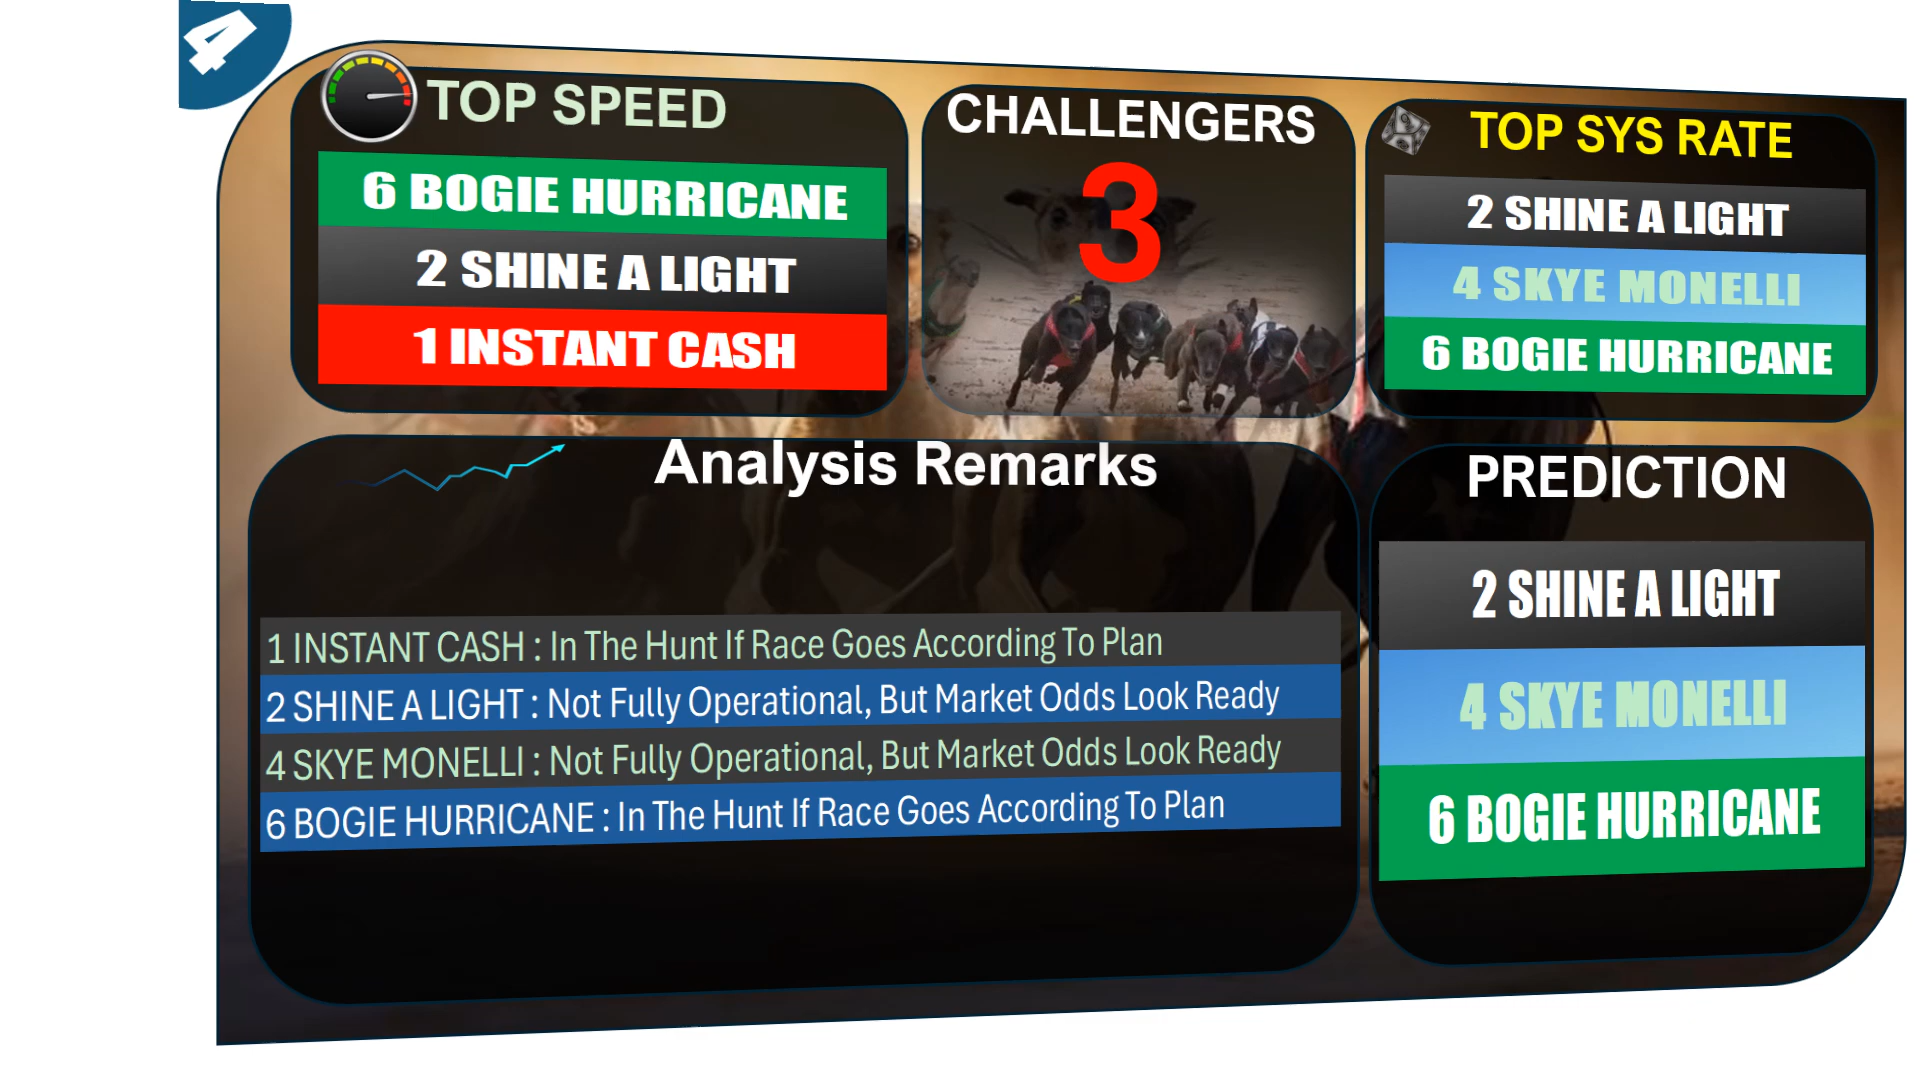 4
TOP SPEED
6 BOGIE HURRICANE
2 SHINE A LIGHT
1 INSTANT CASH
CHALLENGERS
3
TOP SYS RATE
2 SHINE A LIGHT
4 SKYE MONELLI
6 BOGIE HURRICANE
Analysis Remarks
1 INSTANT CASH : In The Hunt If Race Goes According To Plan
2 SHINE A LIGHT : Not Fully Operational, But Market Odds Look Ready
4 SKYE MONELLI : Not Fully Operational, But Market Odds Look Ready
6 BOGIE HURRICANE : In The Hunt If Race Goes According To Plan
PREDICTION
2 SHINE A LIGHT
4 SKYE MONELLI
6 BOGIE HURRICANE